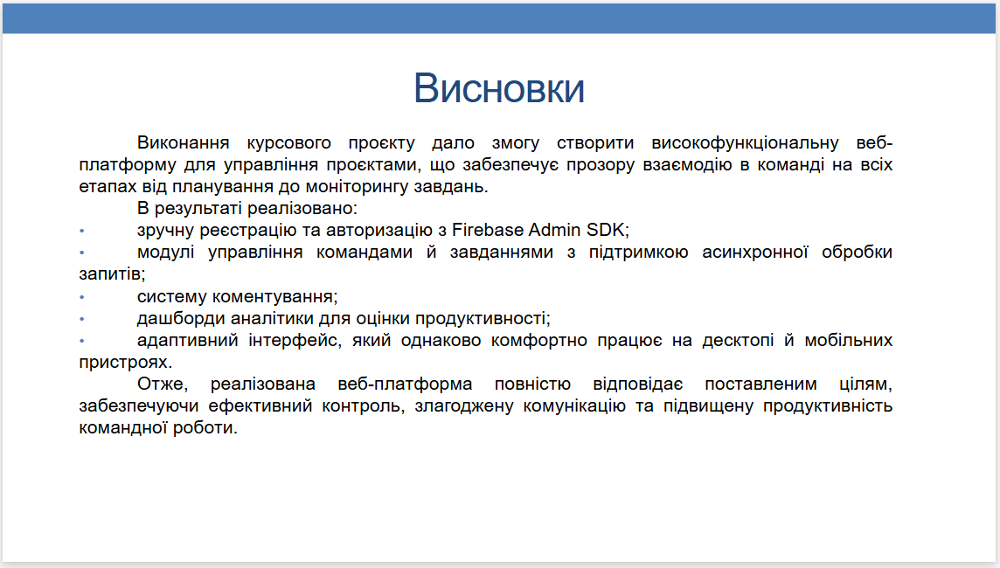 Висновки
Виконання курсового проєкту дало змогу створити високофункціональну веб-
платформу для управління проєктами, що забезпечує прозору взаємодію в команді на всіх
етапах від планування до моніторингу завдань.
В результаті реалізовано:
• зручну реєстрацію та авторизацію з Firebase Admin SDK;
• модулі управління командами й завданнями з підтримкою асинхронної обробки
запитів;
• систему коментування;
• дашборди аналітики для оцінки продуктивності;
• адаптивний інтерфейс, який однаково комфортно працює на десктопі й мобільних
пристроях.
Отже, реалізована веб-платформа повністю відповідає поставленим цілям,
забезпечуючи ефективний контроль, злагоджену комунікацію та підвищену продуктивність
командної роботи.